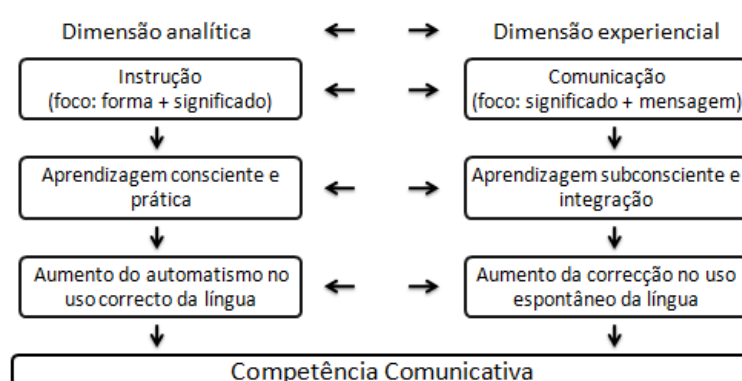 Dimensão analítica
Dimensão experiencial
Instrução
(foco: forma + significado)
Comunicação
(foco: significado + mensagem)
Aprendizagem consciente e
prática
Aprendizagem subconsciente e
integração
Aumento do automatismo no
uso correcto da língua
Aumento da correcção no uso
espontâneo da língua
Competência Comunicativa